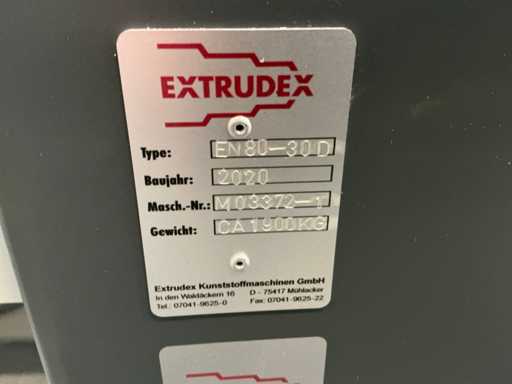 EXTRUDEX
Type: EN80-30D
Baujahr: 2020
Masch.-Nr.: M03372-1
Gewicht: CA1900KG
Extrudex Kunststoffmaschinen GmbH
In den Waldäckern 16 D - 75417 Mühlacker
Tel.: 07041-9625-0 Fax: 07041-9625-22
EXTRUDEX